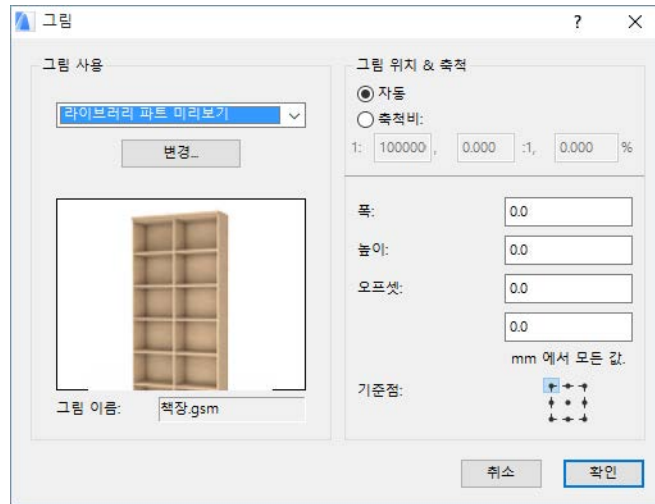 그림
?
그림 사용
라이브러리 파트 미리보기
변경...
그림 이름:
책장.gsm
그림 위치 & 축척
자동
축척비:
1: 100000 , 0.000 :1, 0.000 %
폭: 0.0
높이: 0.0
오프셋: 0.0
0.0
mm 에서 모든 값.
기준점:
취소
확인